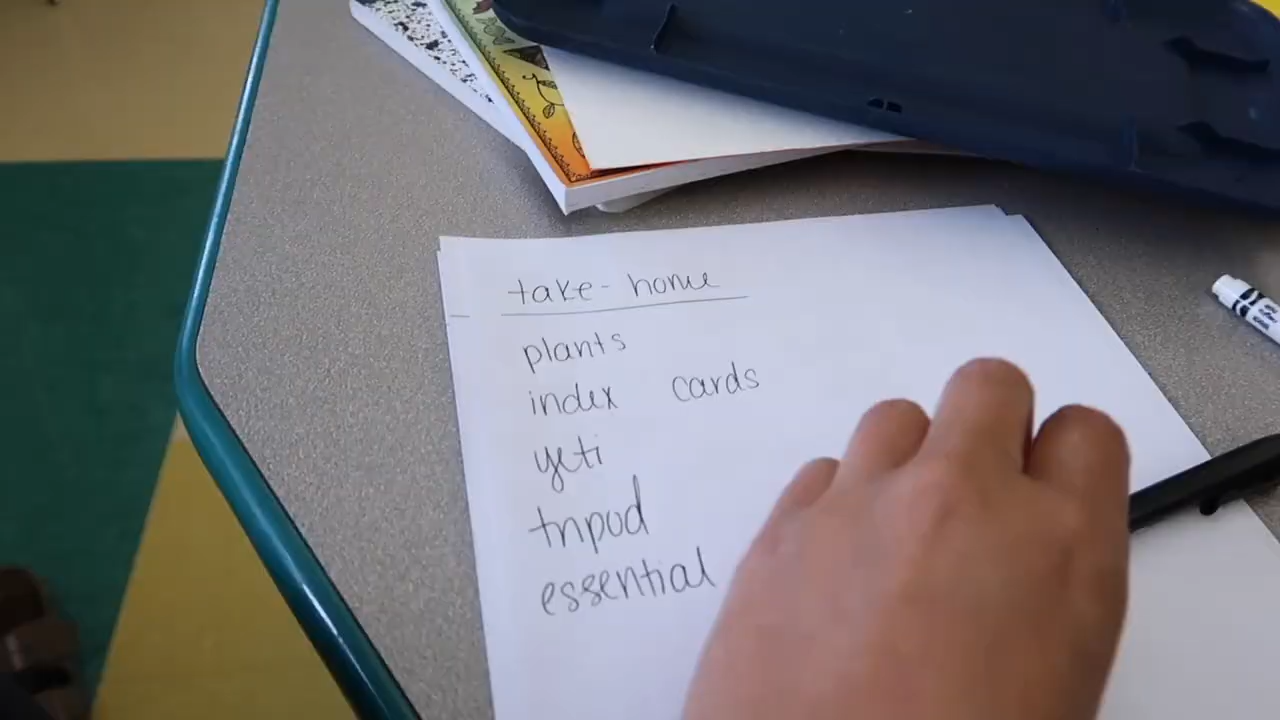 take-home
plants
index cards
yeti
tripod
essential